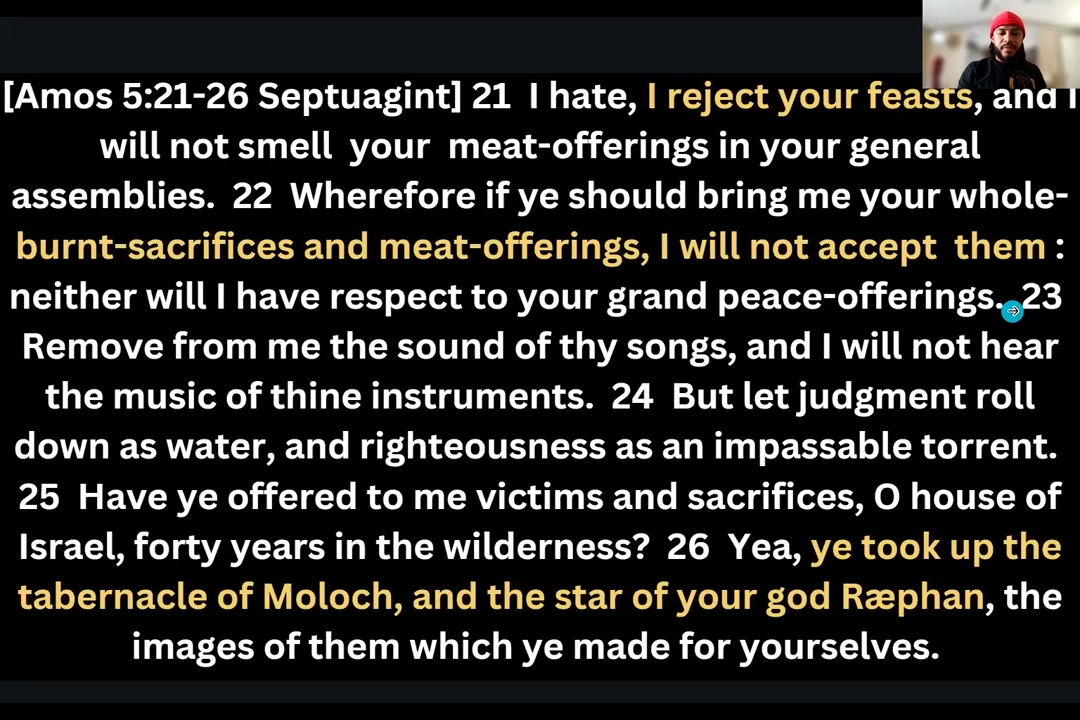 [Amos 5:21-26 Septuagint] 21 I hate, I reject your feasts, and I
will not smell your meat-offerings in your general
assemblies. 22 Wherefore if ye should bring me your whole-
burnt-sacrifices and meat-offerings, I will not accept them :
neither will I have respect to your grand peace-offerings. 23
Remove from me the sound of thy songs, and I will not hear
the music of thine instruments. 24 But let judgment roll
down as water, and righteousness as an impassable torrent.
25 Have ye offered to me victims and sacrifices, O house of
Israel, forty years in the wilderness? 26 Yea, ye took up the
tabernacle of Moloch, and the star of your god Ræphan, the
images of them which ye made for yourselves.